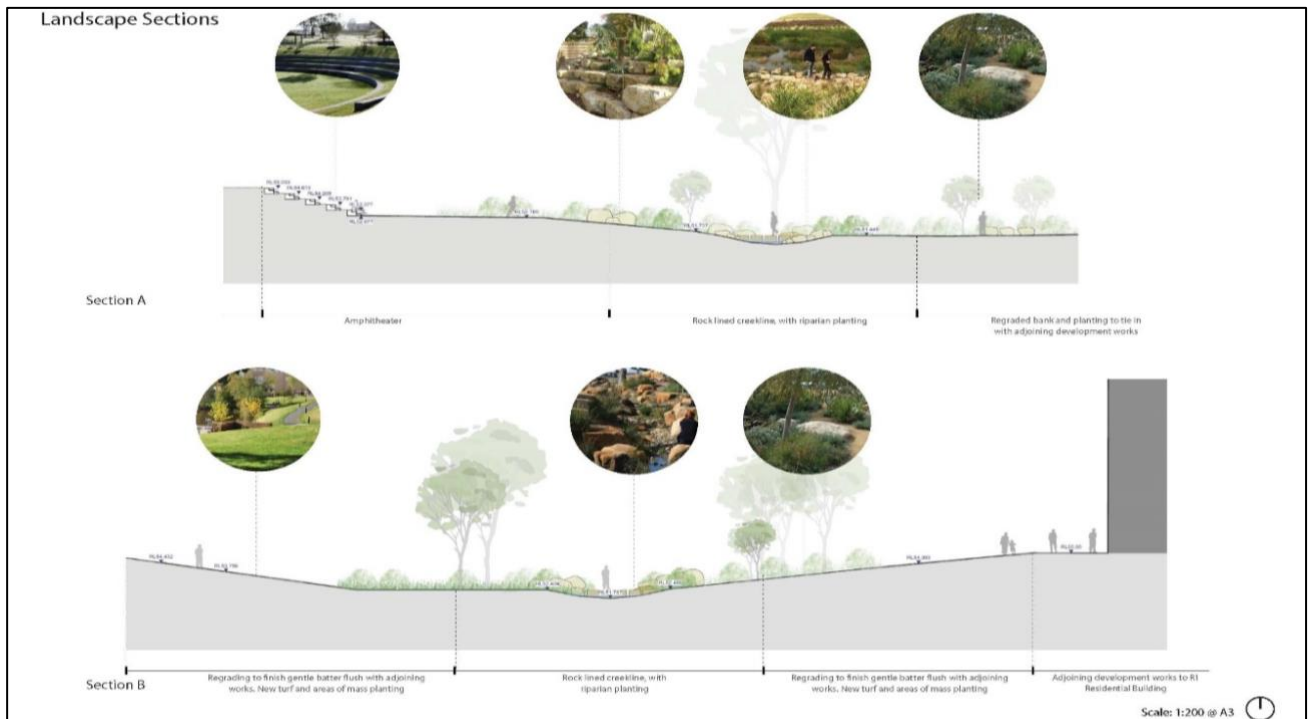 Landscape Sections
Section A
Amphitheater
Rock lined creekline, with riparian planting
Regraded bank and planting to tie in
with adjoining development works
Section B
Regrading to finish gentle batter flush with adjoining
works. New turf and areas of mass planting
Rock lined creekline, with
riparian planting
Regrading to finish gentle batter flush with adjoining
works. New turf and areas of mass planting
Adjoining development works to R1
Residential Building
Scale: 1:200 @ A3